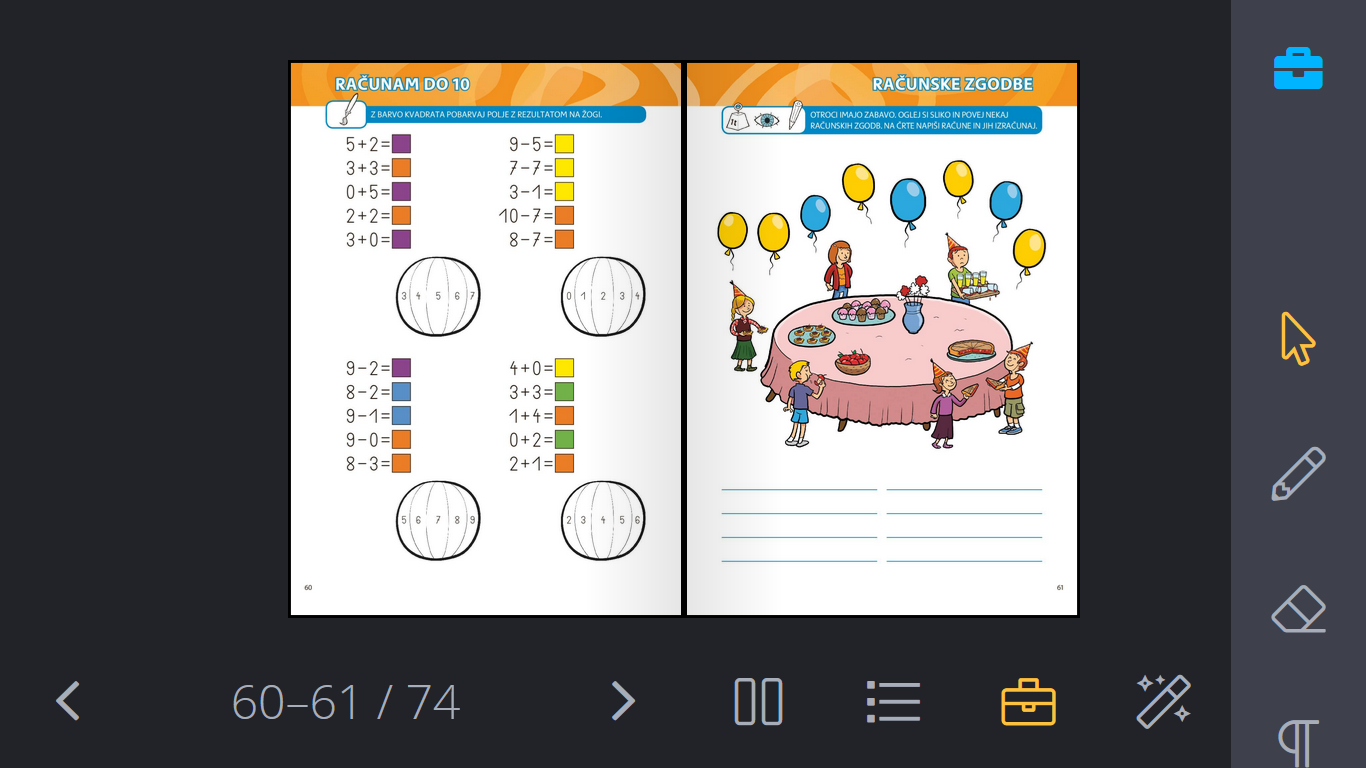 RAČUNAM DO 10
Z BARVO KVADRATA POBARVAJ POLJE Z REZULTATOM NA ŽOGI.
5+2=
3+3=
0+5=
2+2=
3+0=
9-5=
7-7=
3-1=
10-7=
8-7=
3 4 5 6 7
0 1 2 3 4
9-2=
8-2=
9-1=
9-0=
8-3=
4+0=
3+3=
1+4=
0+2=
2+1=
5 6 7 8 9
2 3 4 5 6
60
RAČUNSKE ZGODBE
OTROCI IMAJO ZABAVO. OGLEJ SI SLIKO IN POVEJ NEKAJ
RAČUNSKIH ZGODB. NA ČRTE NAPIŠI RAČUNE IN JIH IZRAČUNAJ.
61
60–61 / 74